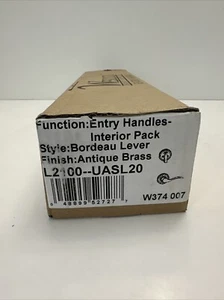 Function:Entry Handles-
Interior Pack
Style:Bordeau Lever
Finish:Antique Brass
L2100--UASL20
W374 007